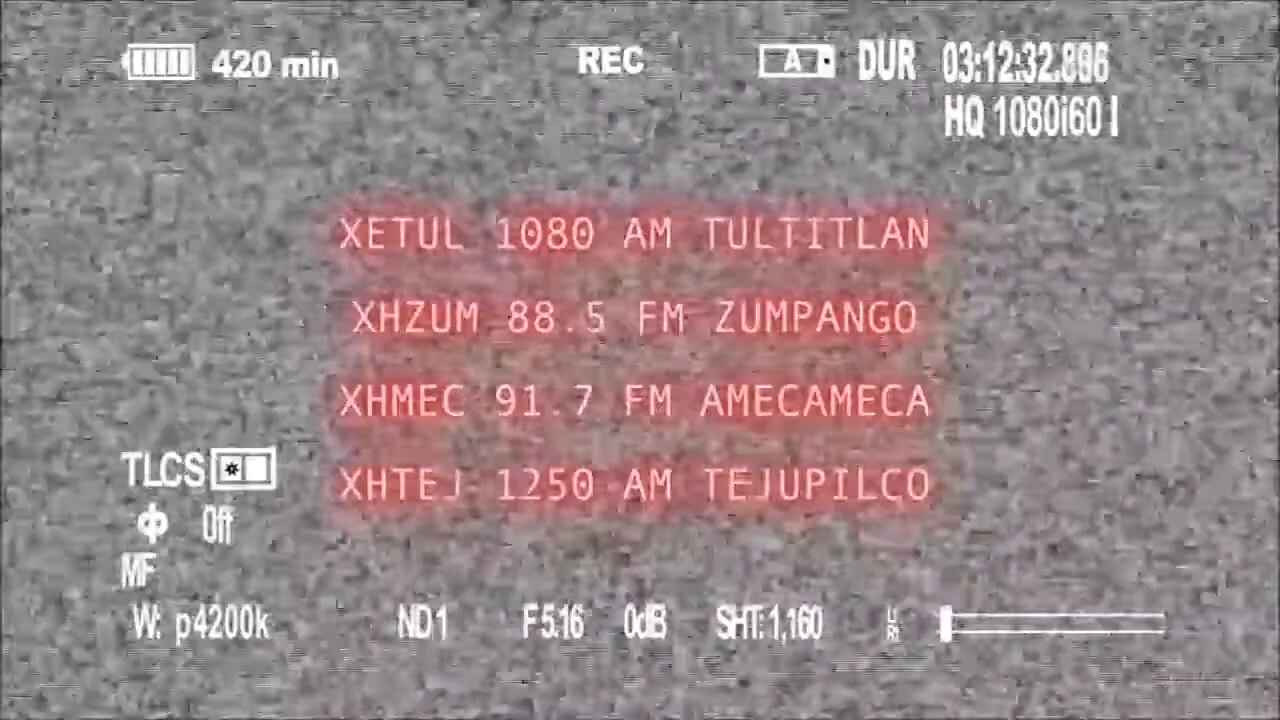 420 min REC A DUR 03:12:32.896
HQ 1080i60 I
XETUL 1080 AM TULTITLAN
XHZUM 88.5 FM ZUMPANGO
XHMEC 91.7 FM AMECAMECA
XHTEJ 1250 AM TEJUPILCO
TLCS
Off
MF
W: p4200k ND1 F5.16 0dB SHT: 1,160